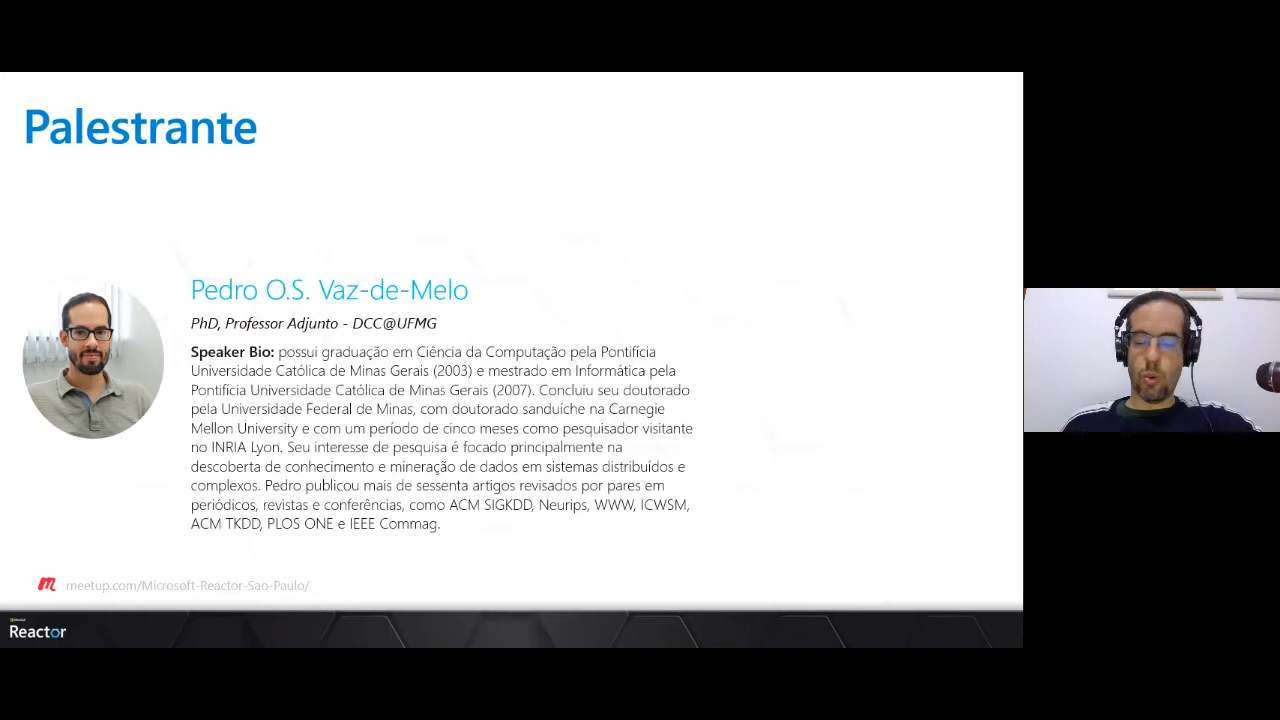 Palestrante
Pedro O.S. Vaz-de-Melo
PhD, Professor Adjunto - DCC@UFMG
Speaker Bio: possui graduação em Ciência da Computação pela Pontifícia
Universidade Católica de Minas Gerais (2003) e mestrado em Informática pela
Pontifícia Universidade Católica de Minas Gerais (2007). Concluiu seu doutorado
pela Universidade Federal de Minas, com doutorado sanduíche na Carnegie
Mellon University e com um período de cinco meses como pesquisador visitante
no INRIA Lyon. Seu interesse de pesquisa é focado principalmente na
descoberta de conhecimento e mineração de dados em sistemas distribuídos e
complexos. Pedro publicou mais de sessenta artigos revisados por pares em
periódicos, revistas e conferências, como ACM SIGKDD, Neurips, WWW, ICWSM,
ACM TKDD, PLOS ONE e IEEE Commag.
meetup.com/Microsoft-Reactor-Sao-Paulo/
Microsoft
Reactor